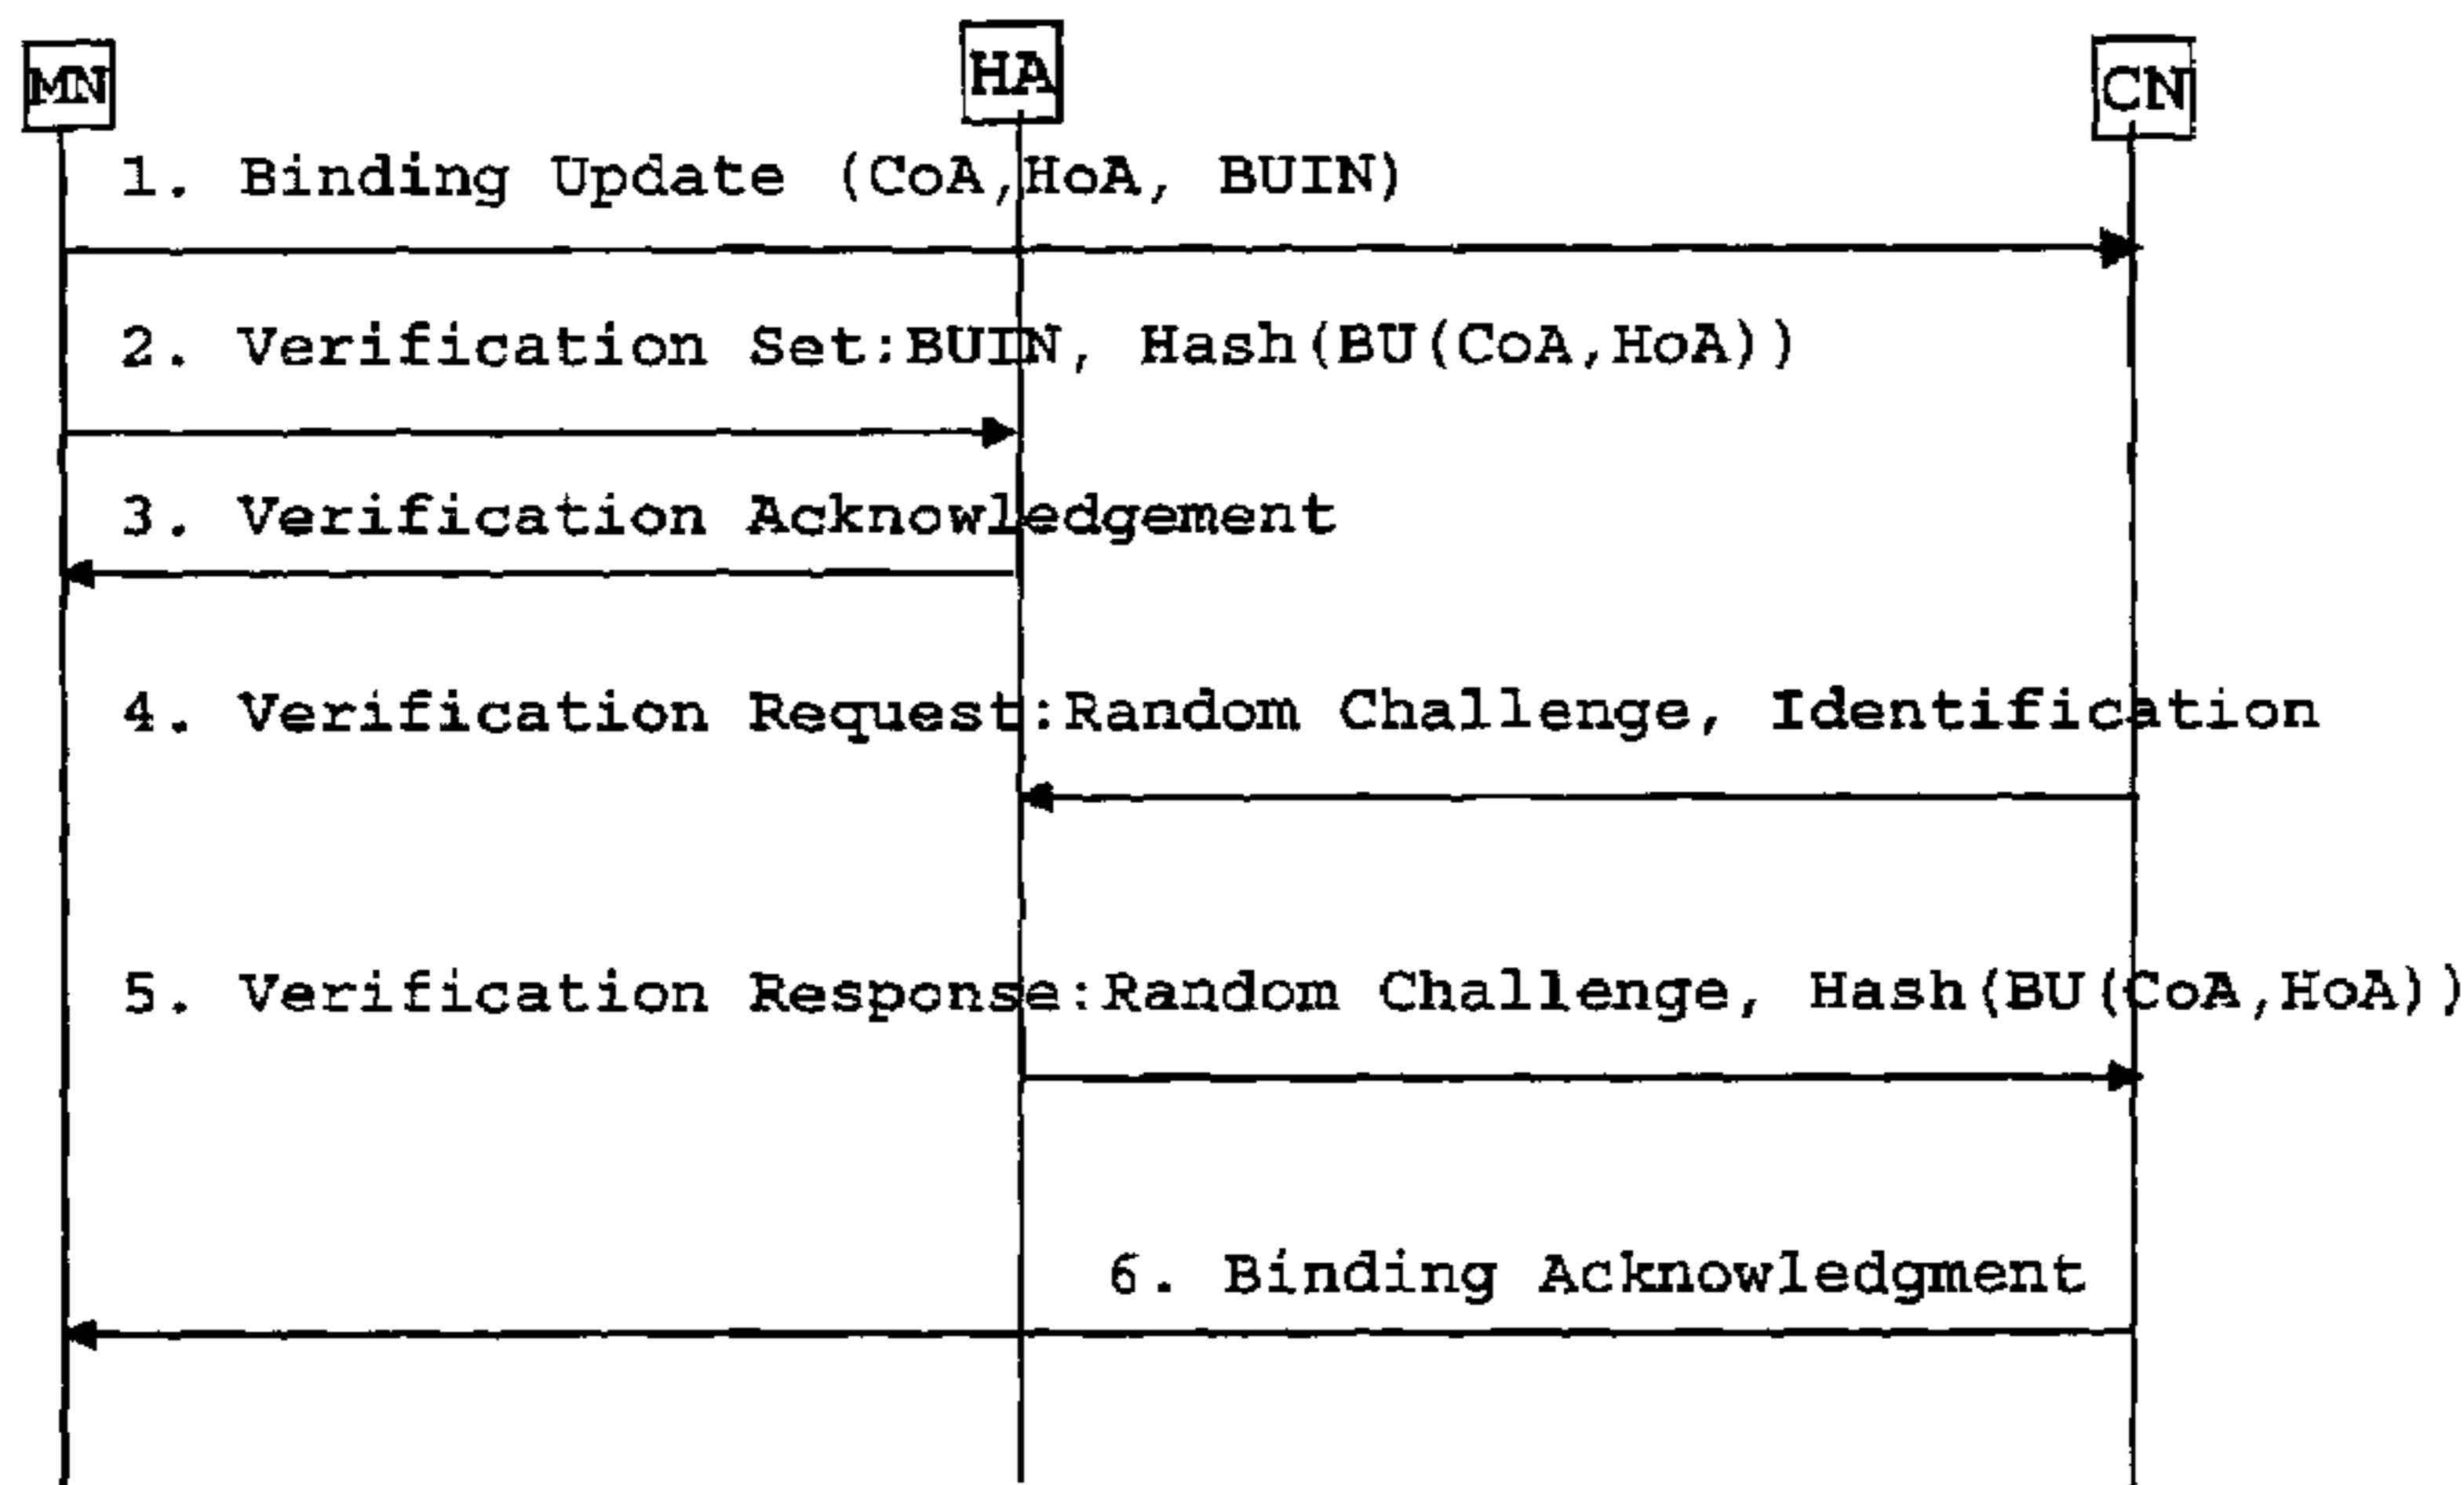 MN
HA
CN
1. Binding Update (CoA,HoA, BUIN)
2. Verification Set:BUIN, Hash(BU(CoA,HoA))
3. Verification Acknowledgement
4. Verification Request:Random Challenge, Identification
5. Verification Response:Random Challenge, Hash(BU(CoA,HoA))
6. Binding Acknowledgment